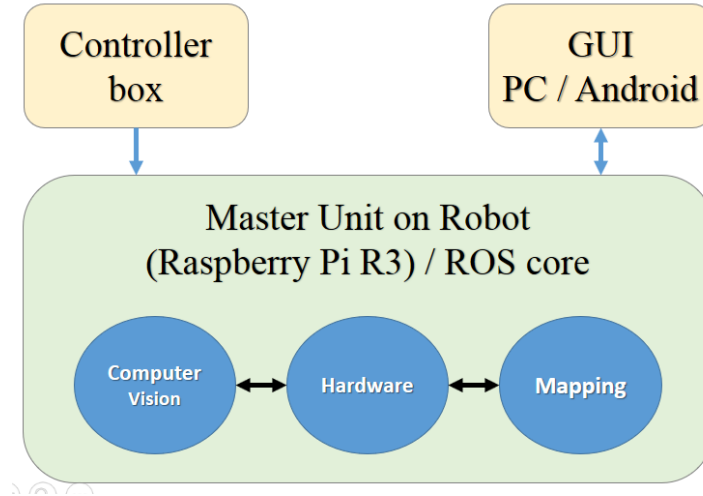 Controller
box
GUI
PC / Android
Master Unit on Robot
(Raspberry Pi R3) / ROS core
Computer
Vision
Hardware
Mapping